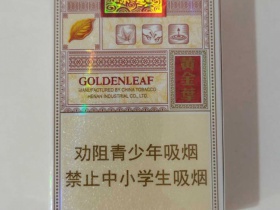 GOLDENLEAF
MANUFACTURED BY CHINA TOBACCO
HENAN INDUSTRIAL CO., LTD.
黄金叶
劝阻青少年吸烟
禁止中小学生吸烟